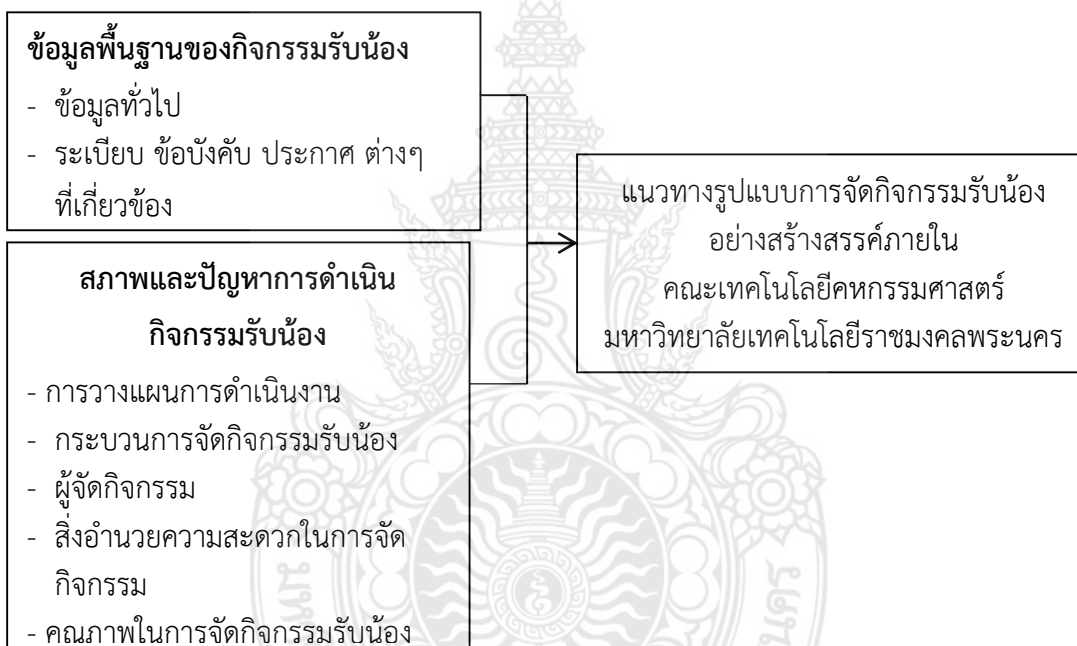 ข้อมูลพื้นฐานของกิจกรรมรับน้อง
- ข้อมูลทั่วไป
- ระเบียบ ข้อบังคับ ประกาศ ต่างๆ
ที่เกี่ยวข้อง
สภาพและปัญหาการดำเนิน
กิจกรรมรับน้อง
- การวางแผนการดำเนินงาน
- กระบวนการจัดกิจกรรมรับน้อง
- ผู้จัดกิจกรรม
- สิ่งอำนวยความสะดวกในการจัด
กิจกรรม
- คุณภาพในการจัดกิจกรรมรับน้อง
แนวทางรูปแบบการจัดกิจกรรมรับน้อง
อย่างสร้างสรรค์ภายใน
คณะเทคโนโลยีคหกรรมศาสตร์
มหาวิทยาลัยเทคโนโลยีราชมงคลพระนคร